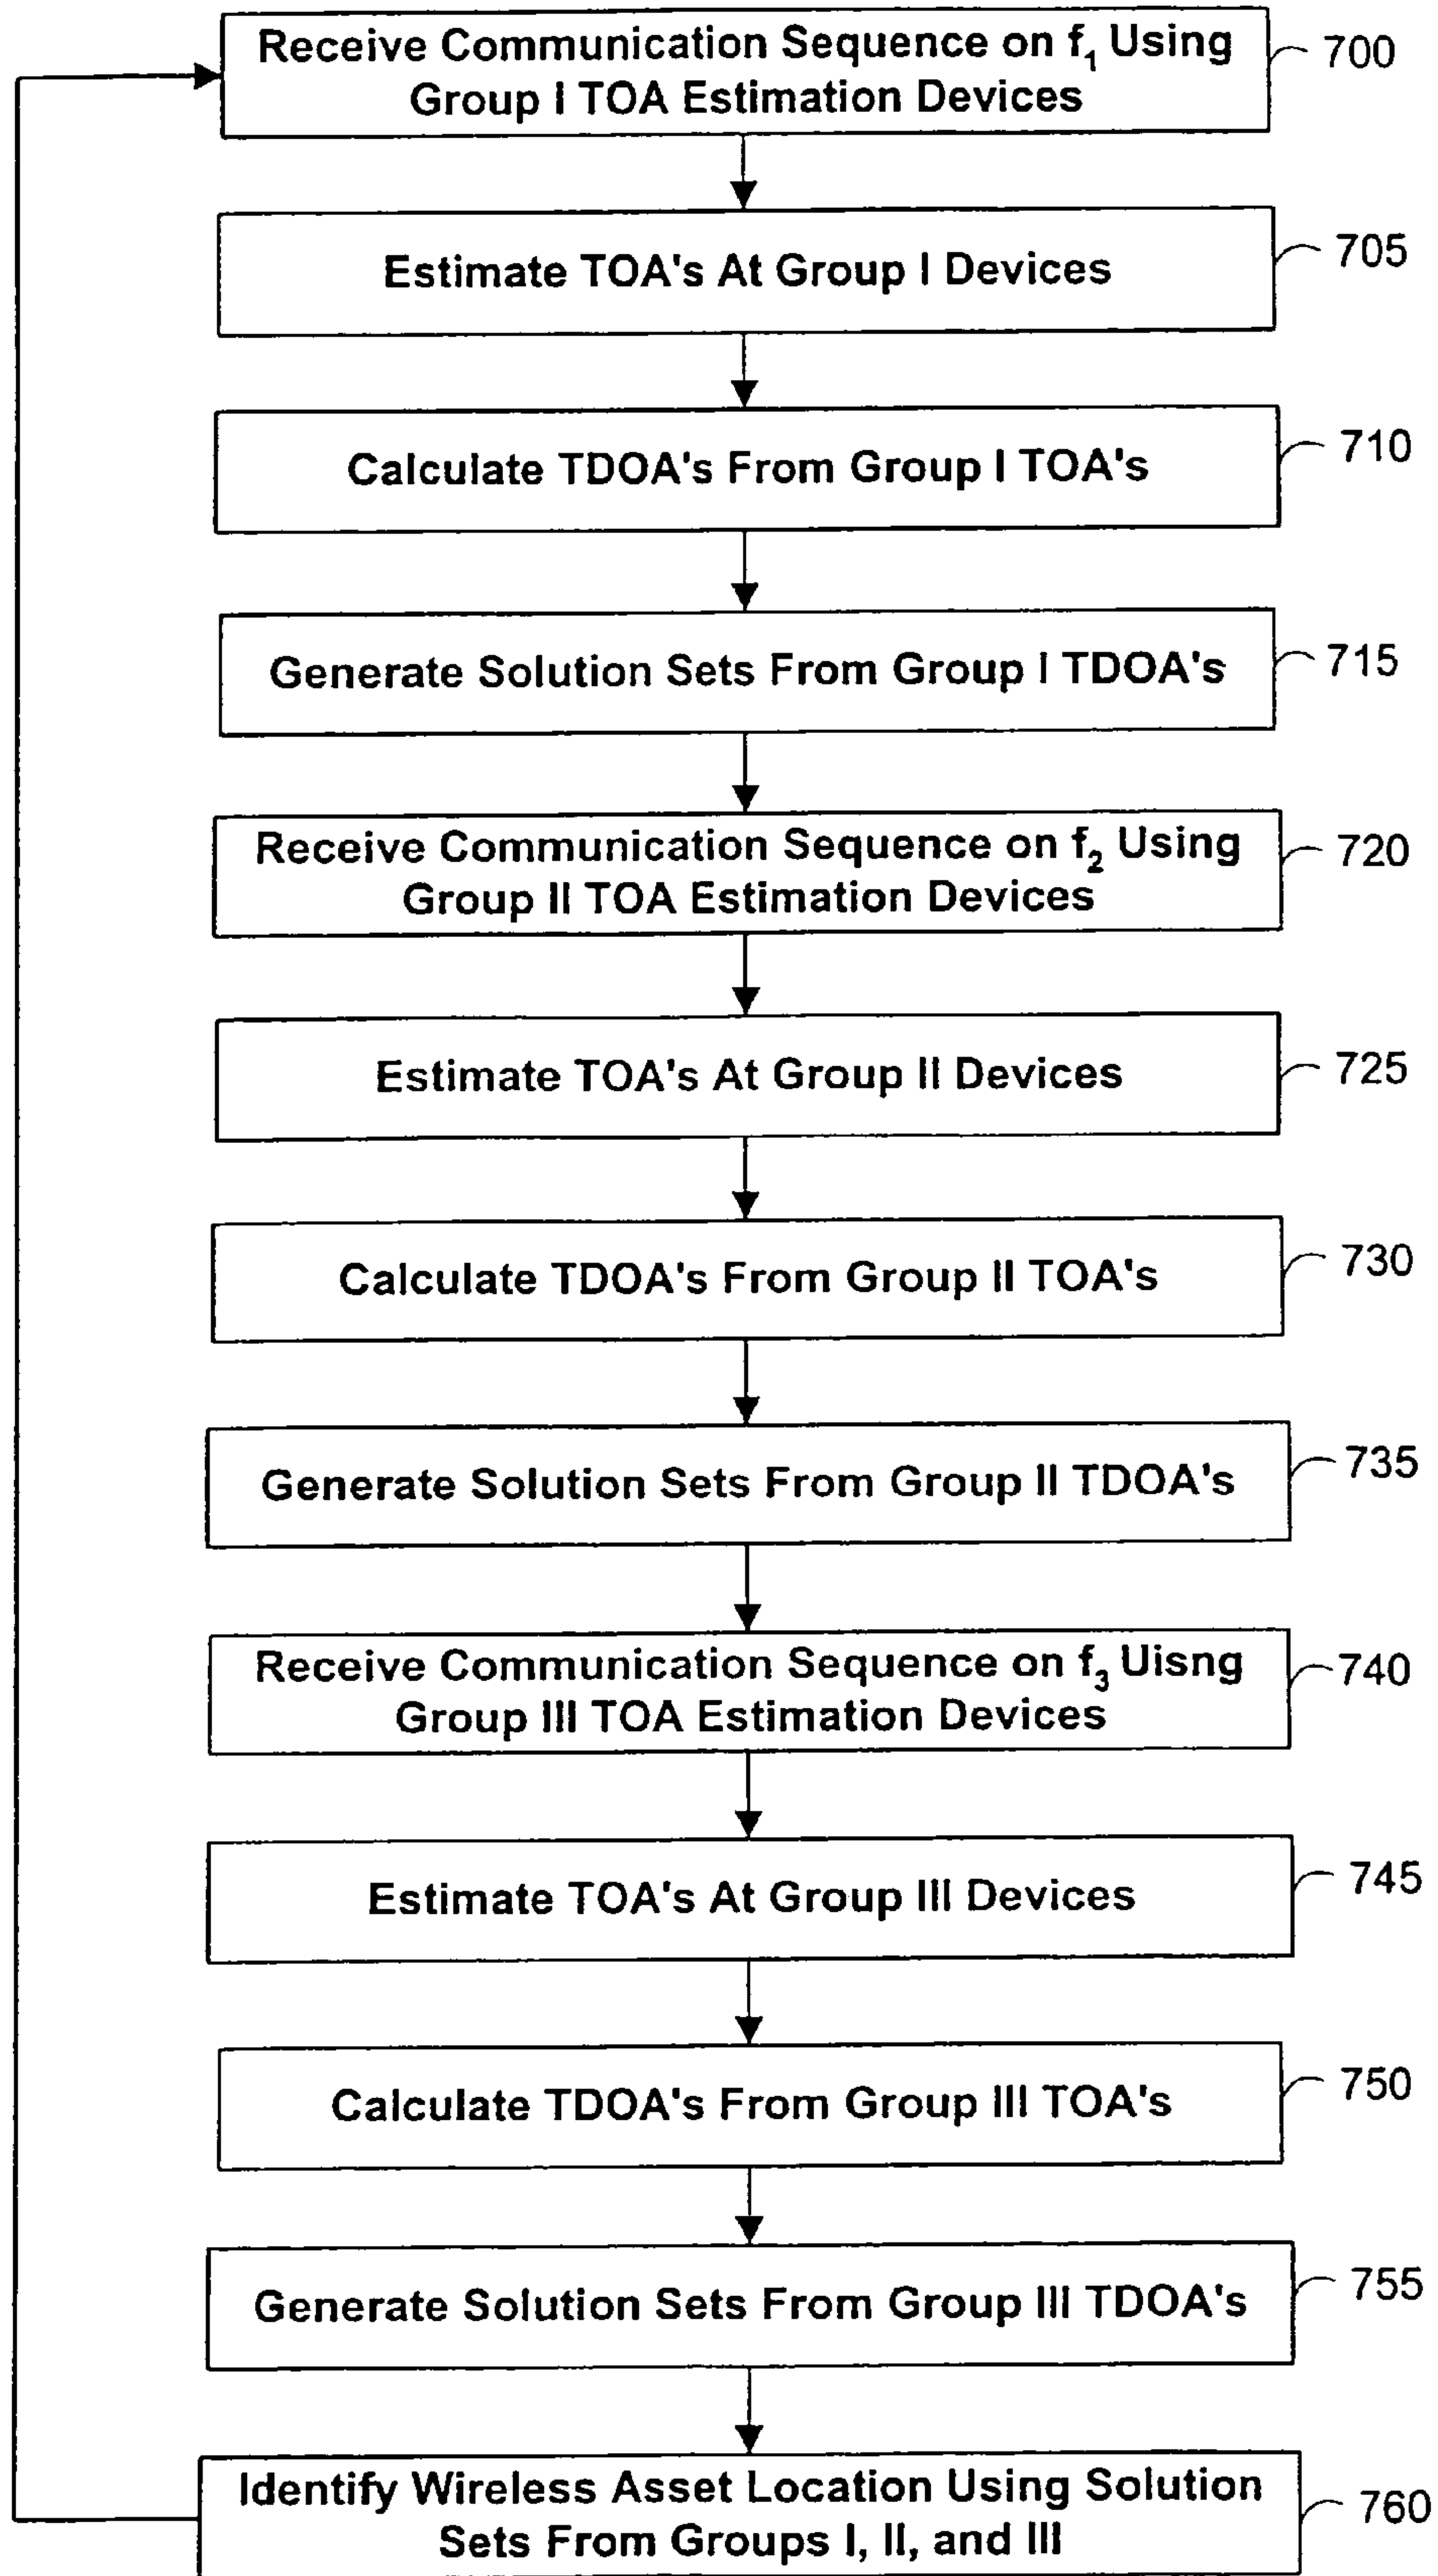 Receive Communication Sequence on f1 Using
Group I TOA Estimation Devices
700
Estimate TOA's At Group I Devices
705
Calculate TDOA's From Group I TOA's
710
Generate Solution Sets From Group I TDOA's
715
Receive Communication Sequence on f2 Using
Group II TOA Estimation Devices
720
Estimate TOA's At Group II Devices
725
Calculate TDOA's From Group II TOA's
730
Generate Solution Sets From Group II TDOA's
735
Receive Communication Sequence on f3 Uisng
Group III TOA Estimation Devices
740
Estimate TOA's At Group III Devices
745
Calculate TDOA's From Group III TOA's
750
Generate Solution Sets From Group III TDOA's
755
Identify Wireless Asset Location Using Solution
Sets From Groups I, II, and III
760